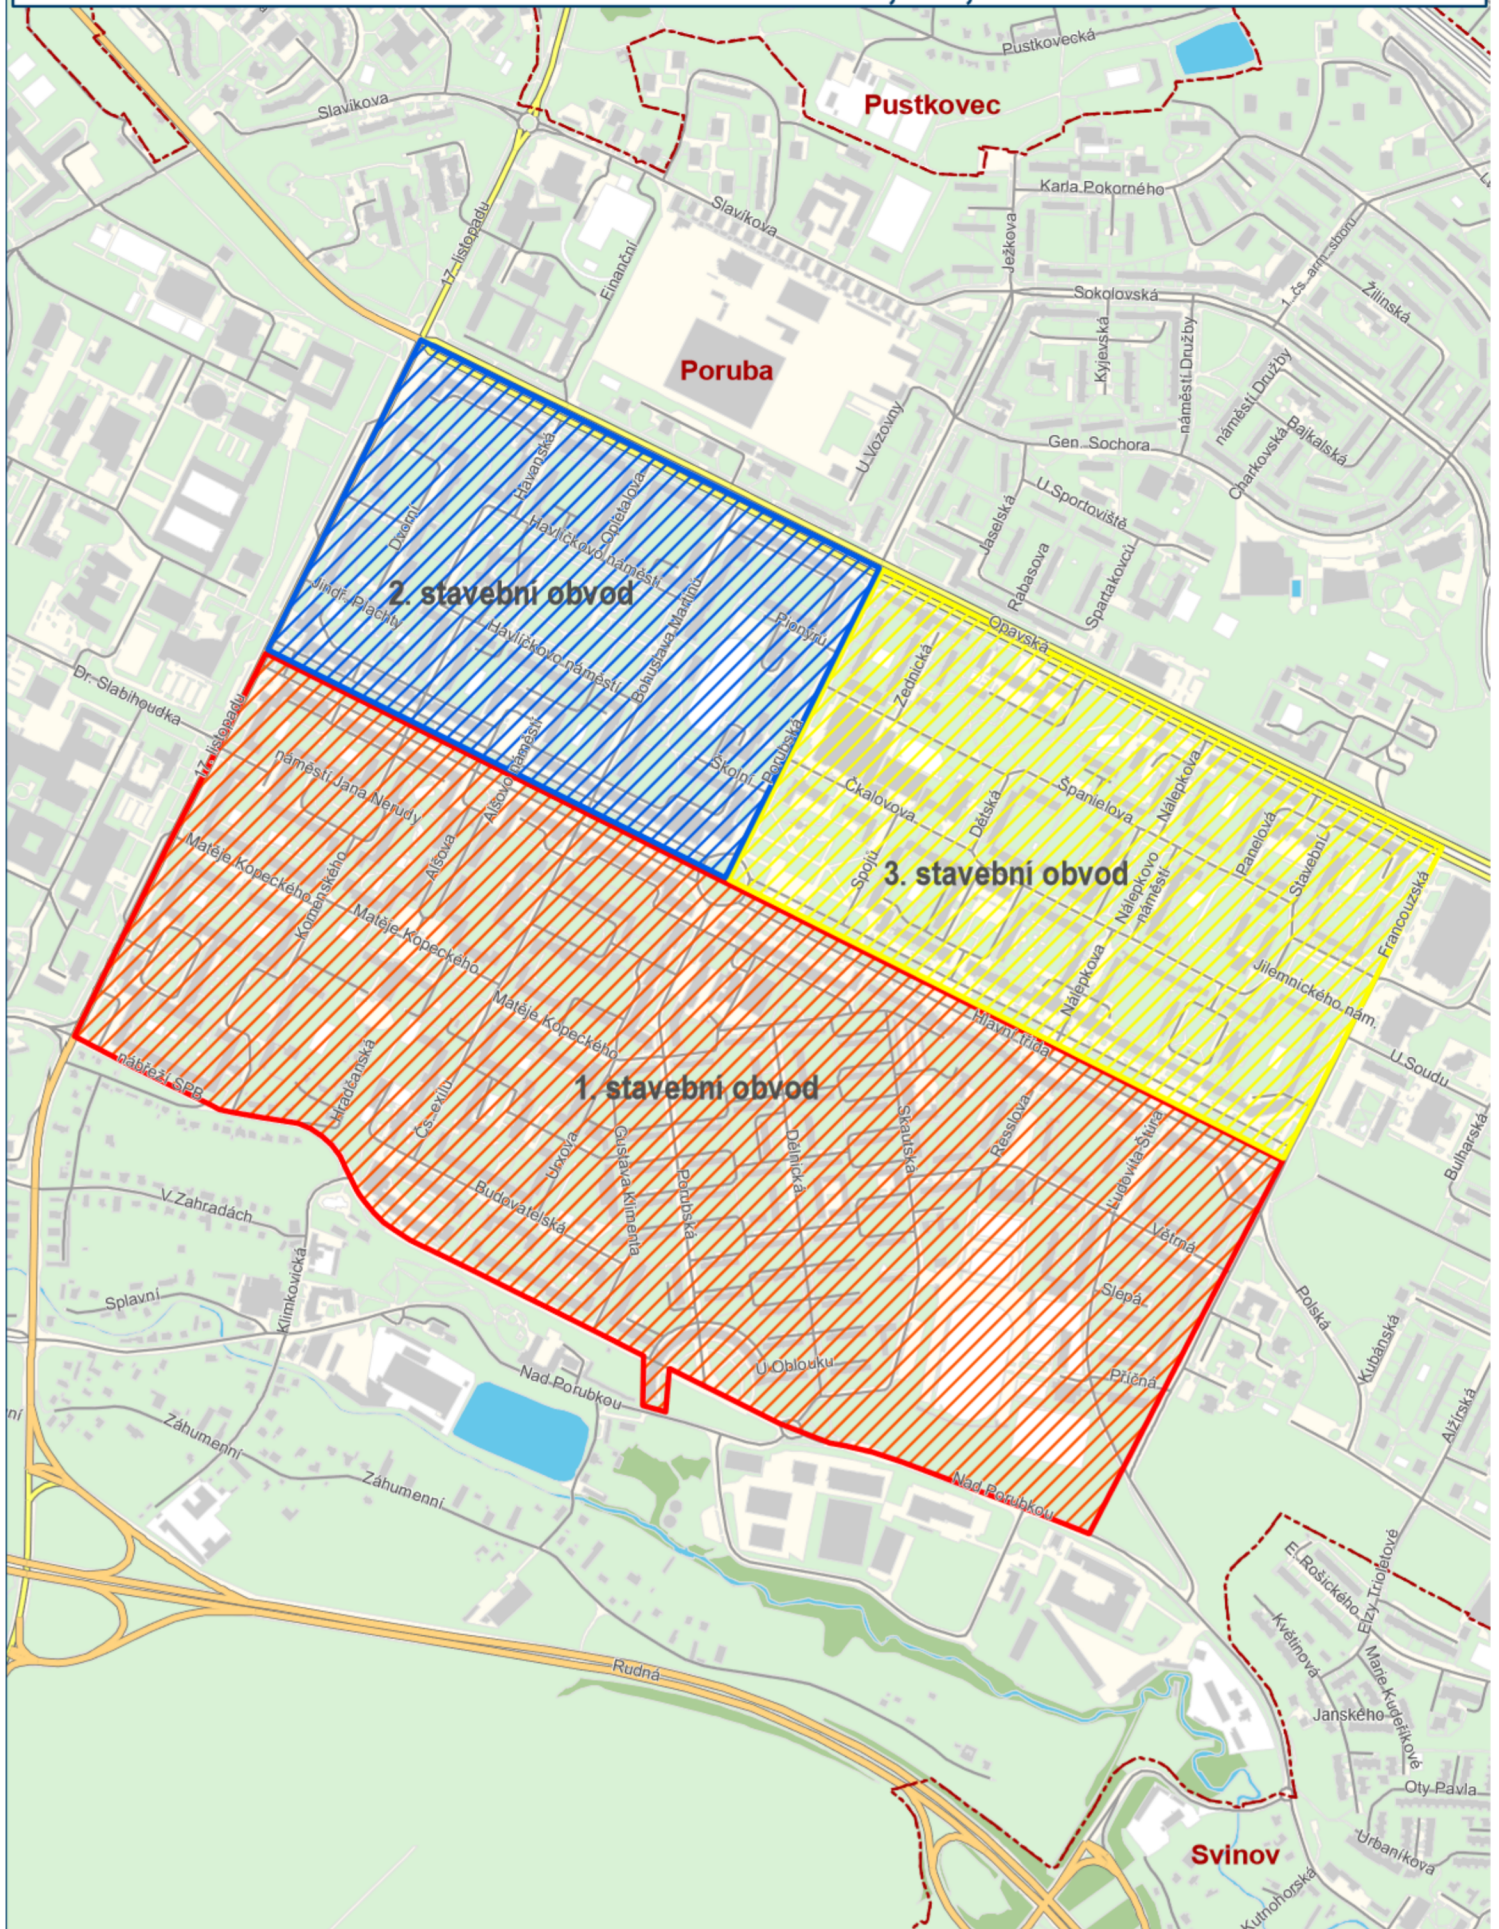 Pustkovecká
Pustkovec
Slavíkova
Karla Pokorného
Slavíkova
17. listopadu
Ježkova
1. čs. arm. sboru
Finanční
Žilinská
Sokolovská
Kyjevská
náměstí Družby
Poruba
náměstí Družby
U Vozovny
Bajkalská
Gen. Sochora
Charkovská
Havanská
Opletalova
U Sportoviště
Dvorní
Havlíčkovo náměstí
Jaselská
Rabasova
Spartakovců
2. stavební obvod
Jindř. Plachty
Bohuslava Martinů
Pionýrů
Opavská
Havlíčkovo náměstí
Zednická
Dr. Slabihoudka
17. listopadu
Alšovo náměstí
Školní
Porubská
náměstí Jana Nerudy
Čkalovova
Dětská
Španielova
Nálepkova
Panelová
Stavební
Alšova
Spojů
3. stavební obvod
Matěje Kopeckého
Komenského
Nálepkovo
náměstí
Francouzská
Matěje Kopeckého
Nálepkova
Jilemnického nám.
Matěje Kopeckého
Hlavní třída
U Soudu
nábřeží SPB
Hradčanská
1. stavební obvod
Čs. exilu
Urxova
Gustava Klimenta
Dělnická
Skautská
Resslova
Ľudovíta Štúra
Bulharská
Porubská
Budovatelská
V Zahradách
Větrná
Klimkovická
Splavní
Slepá
Polská
Kubánská
U Oblouku
Příčná
Nad Porubkou
Alžírská
Záhumenní
Záhumenní
Nad Porubkou
E. Rošického
Elzy Trioletové
Květinová
Rudná
Marie Kudeříkové
Janského
Oty Pavla
Urbaníkova
Svinov
Kutnohorská